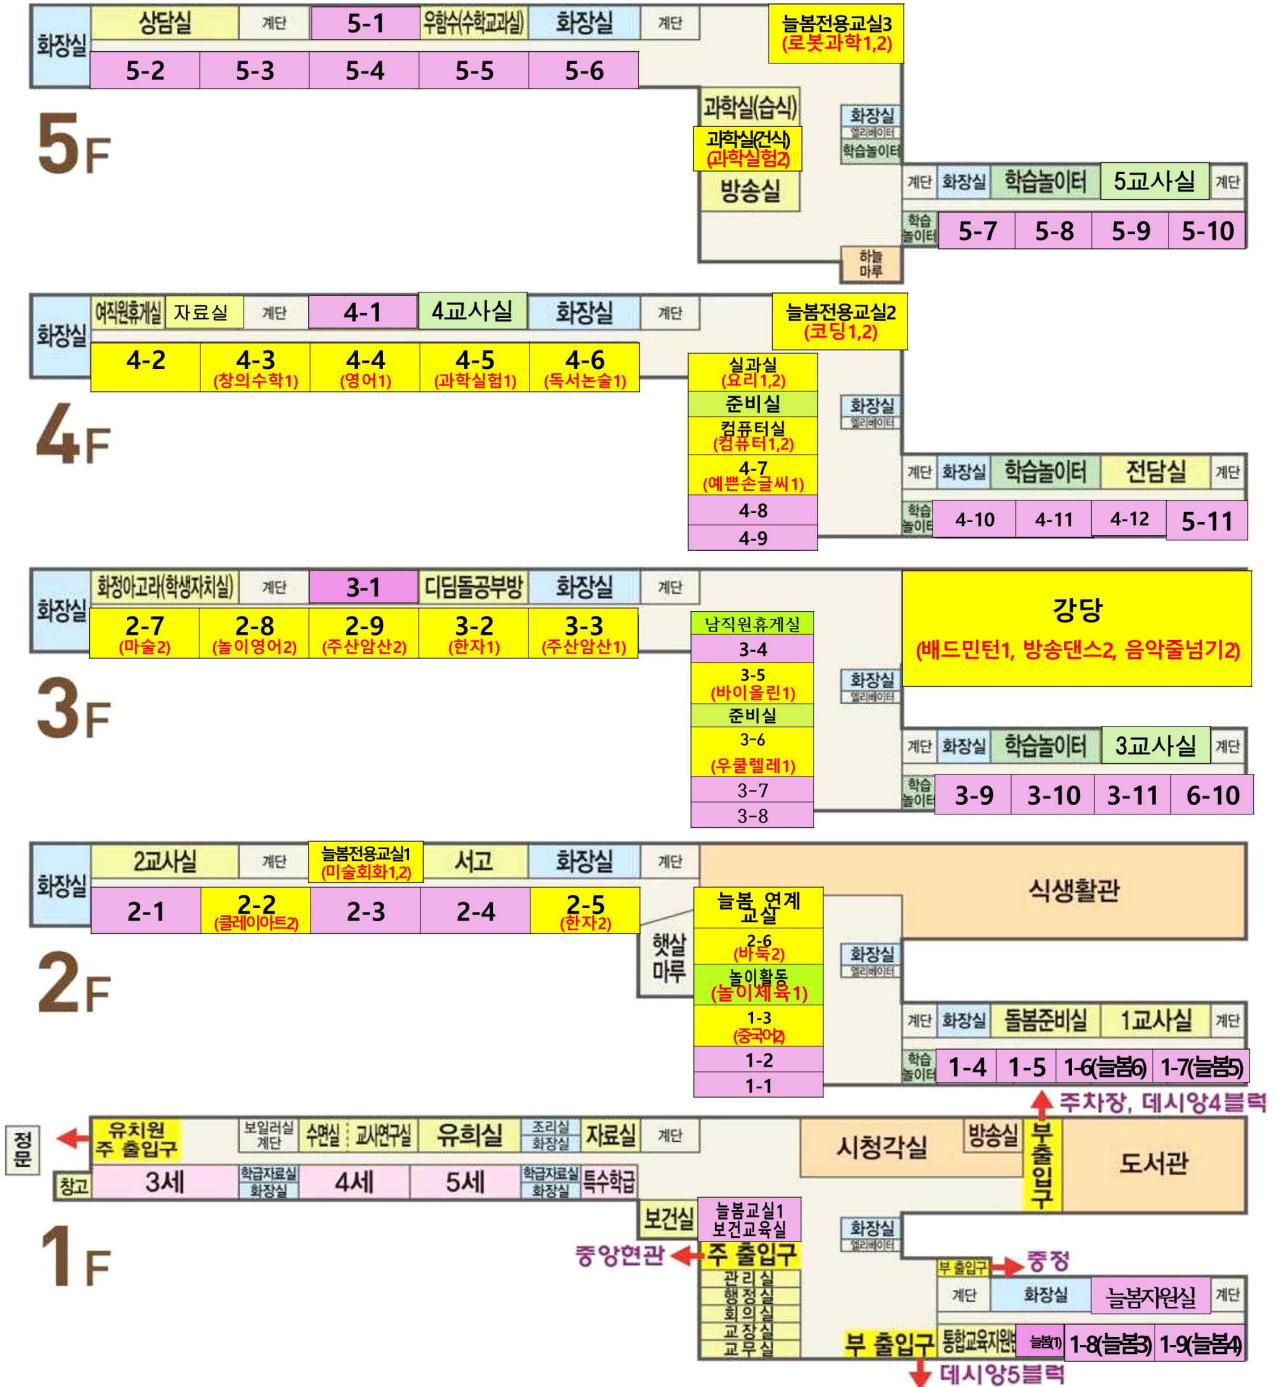 화장실
상담실
계단
5-1
우함수(수학교과실)
화장실
계단
늘봄전용교실3
(로봇과학1,2)
5-2
5-3
5-4
5-5
5-6
5F
과학실(습식)
과학실(건식)
(과학실험2)
방송실
화장실
엘리베이터
학습놀이터
계단
화장실
학습놀이터
5교사실
계단
학습
놀이터
5-7
5-8
5-9
5-10
하늘
마루
화장실
여직원휴게실
자료실
계단
4-1
4교사실
화장실
계단
늘봄전용교실2
(코딩1,2)
4-2
4-3
(창의수학1)
4-4
(영어1)
4-5
(과학실험1)
4-6
(독서논술1)
4F
실과실
(요리1,2)
준비실
컴퓨터실
(컴퓨터1,2)
4-7
(예쁜손글씨1)
4-8
4-9
화장실
엘리베이터
계단
화장실
학습놀이터
전담실
계단
학습
놀이터
4-10
4-11
4-12
5-11
화장실
화정아고라(학생자치실)
계단
3-1
디딤돌공부방
화장실
계단
강당
(배드민턴1, 방송댄스2, 음악줄넘기2)
2-7
(마술2)
2-8
(놀이영어2)
2-9
(주산암산2)
3-2
(한자1)
3-3
(주산암산1)
3F
남직원휴게실
3-4
3-5
(바이올린1)
준비실
3-6
(우쿨렐레1)
3-7
3-8
화장실
엘리베이터
계단
화장실
학습놀이터
3교사실
계단
학습
놀이터
3-9
3-10
3-11
6-10
화장실
2교사실
계단
늘봄전용교실1
(미술회화1,2)
서고
화장실
계단
식생활관
2-1
2-2
(클레이아트2)
2-3
2-4
2-5
(한자2)
2F
햇살
마루
늘봄 연계
교실
2-6
(바둑2)
놀이활동
(놀이체육1)
1-3
(중국어2)
1-2
1-1
화장실
엘리베이터
계단
화장실
돌봄준비실
1교사실
계단
학습
놀이터
1-4
1-5
1-6(늘봄6)
1-7(늘봄5)
주차장, 데시앙4블럭
정문
유치원
주 출입구
보일러실
계단
수면실
교사연구실
유희실
조리실
화장실
자료실
계단
시청각실
방송실
부출입구
도서관
창고
3세
학급자료실
화장실
4세
5세
학급자료실
화장실
특수학급
1F
보건실
늘봄교실1
보건교육실
중앙현관
주 출입구
관리실
행정실
회의실
교장실
교무실
화장실
엘리베이터
부 출입구
중정
계단
화장실
늘봄지원실
계단
부 출입구
통합교육지원반
늘봄(1)
1-8(늘봄3)
1-9(늘봄4)
데시앙5블럭